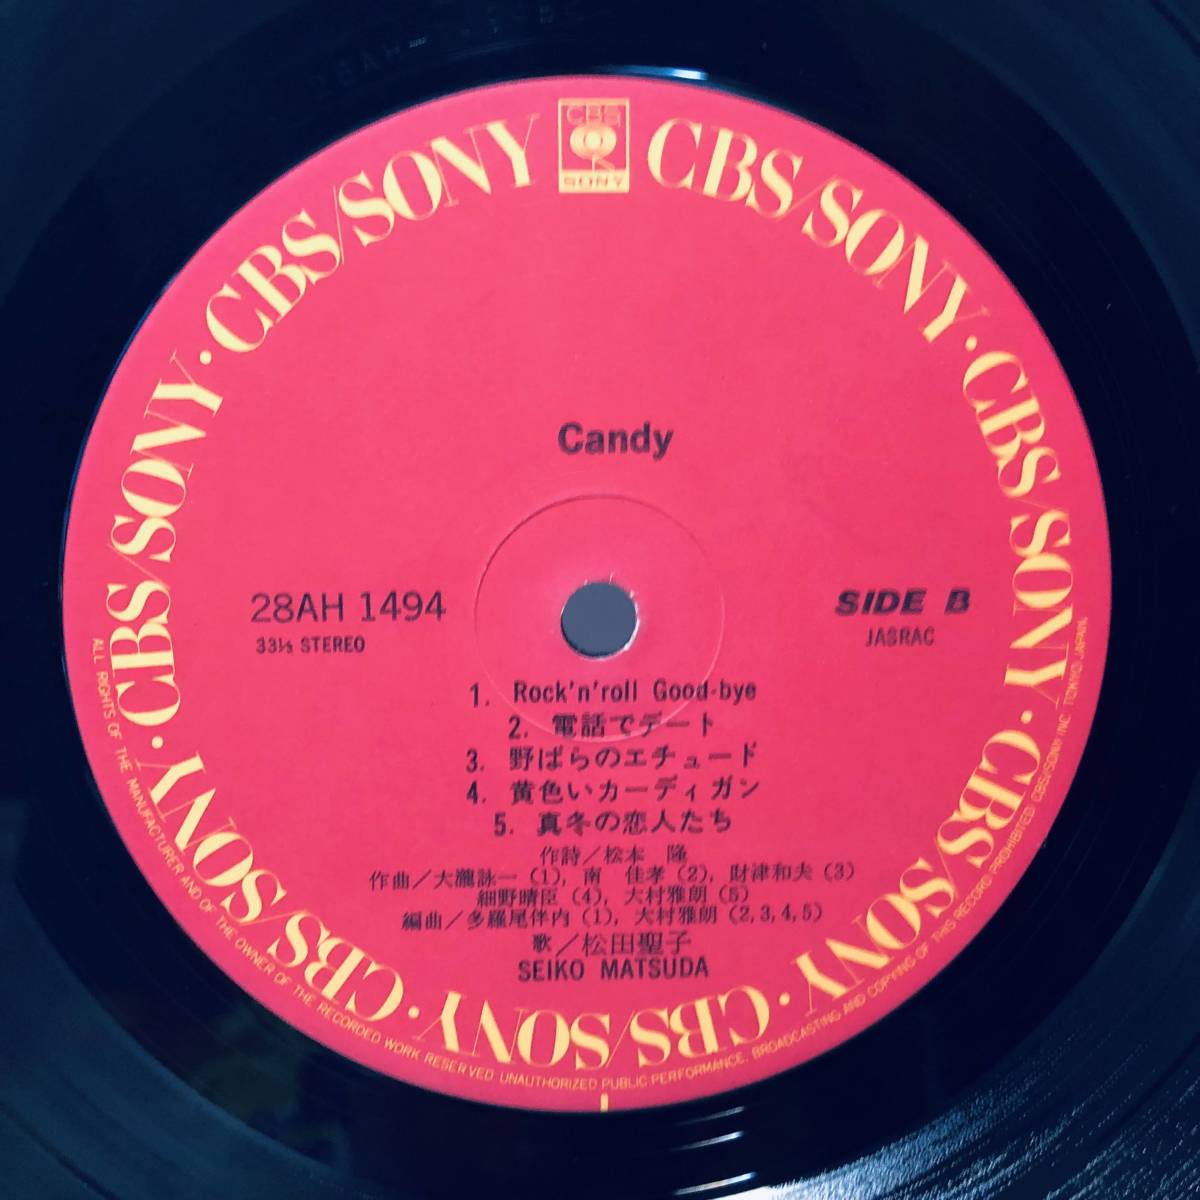 CBS
SONY
CBS/SONY · CBS/SONY · CBS/SONY · CBS/SONY · CBS/SONY · CBS/SONY · CBS/SONY · CBS/SONY
Candy
28AH 1494
33⅓ STEREO
SIDE B
JASRAC
1. Rock'n'roll Good-bye
2. 電話でデート
3. 野ばらのエチュード
4. 黄色いカーディガン
5. 真冬の恋人たち
作詩/松本 隆
作曲/大瀧詠一(1), 南 佳孝(2), 財津和夫(3)
細野晴臣(4), 大村雅朗(5)
編曲/多羅尾伴内(1), 大村雅朗(2,3,4,5)
歌/松田聖子
SEIKO MATSUDA
ALL RIGHTS OF THE MANUFACTURER AND OF THE OWNER OF THE RECORDED WORK RESERVED UNAUTHORIZED PUBLIC PERFORMANCE. BROADCASTING AND COPYING OF THIS RECORD PROHIBITED CBS/SONY INC TOKYO JAPAN.